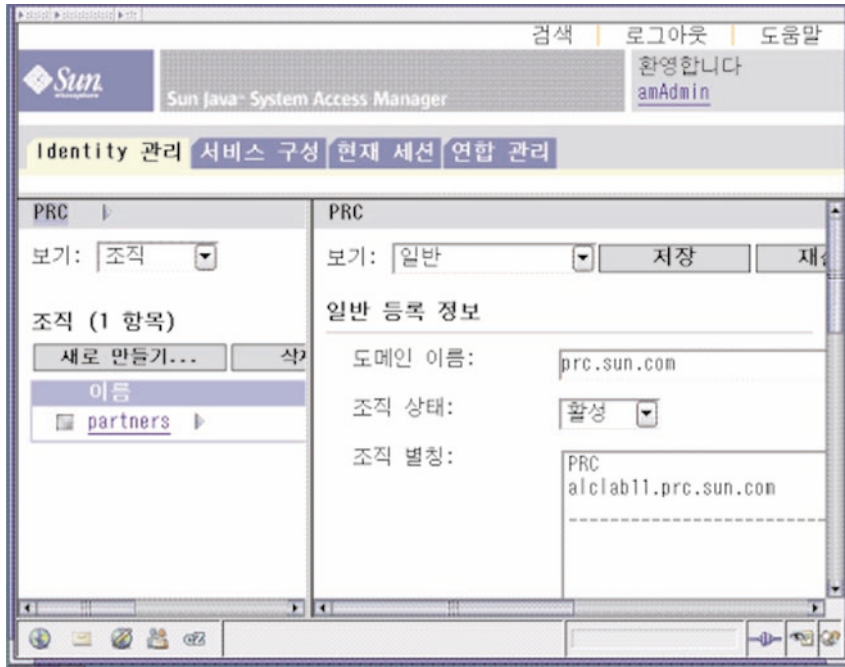 검색 | 로그아웃 | 도움말
Sun
microsystems
Sun Java™ System Access Manager
환영합니다
amAdmin
Identity 관리 서비스 구성 현재 세션 연합 관리
PRC
보기: 조직
조직 (1 항목)
새로 만들기...
이름
partners
PRC
보기: 일반 저장
일반 등록 정보
도메인 이름: prc.sun.com
조직 상태: 활성
조직 별칭: PRC
alclab11.prc.sun.com